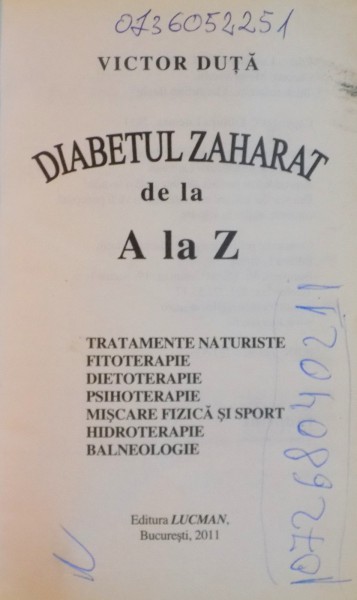 0736052251
VICTOR DUȚĂ
DIABETUL ZAHARAT
de la
A la Z
TRATAMENTE NATURISTE
FITOTERAPIE
DIETOTERAPIE
PSIHOTERAPIE
MIȘCARE FIZICĂ ȘI SPORT
HIDROTERAPIE
BALNEOLOGIE
0726804021
Editura LUCMAN,
București, 2011